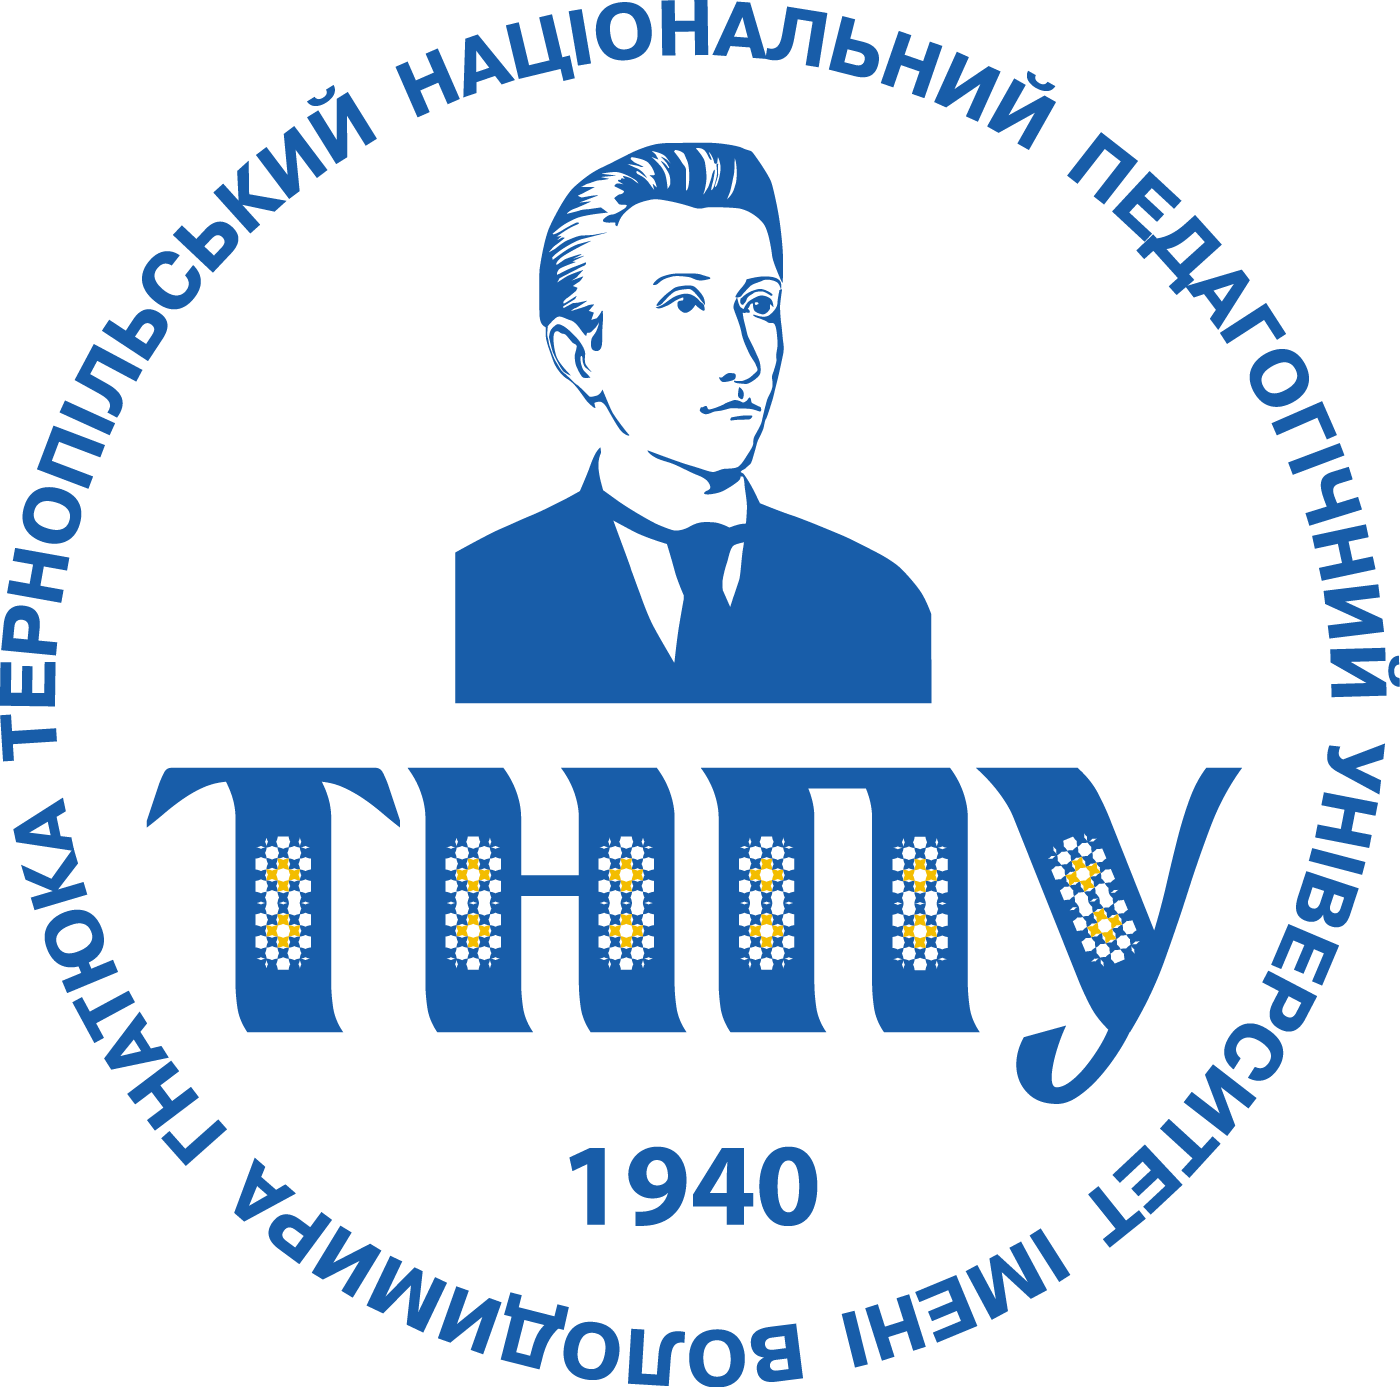 ТЕРНОПІЛЬСЬКИЙ НАЦІОНАЛЬНИЙ ПЕДАГОГІЧНИЙ УНІВЕРСИТЕТ ІМЕНІ ВОЛОДИМИРА ГНАТЮКА
ТНПУ
1940